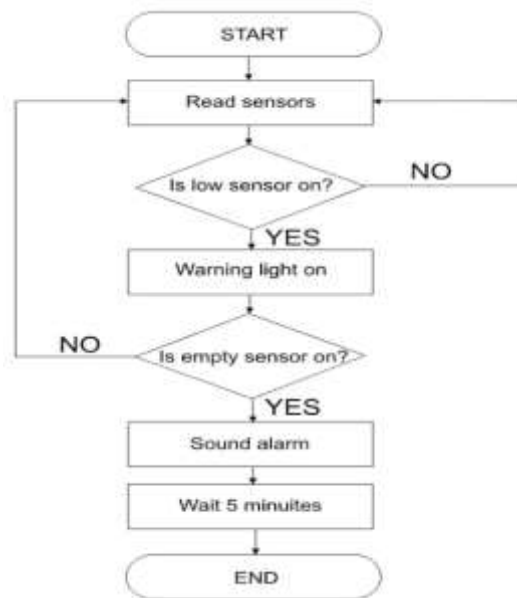 START
Read sensors
Is low sensor on?
NO
YES
Warning light on
NO
Is empty sensor on?
YES
Sound alarm
Wait 5 minuites
END